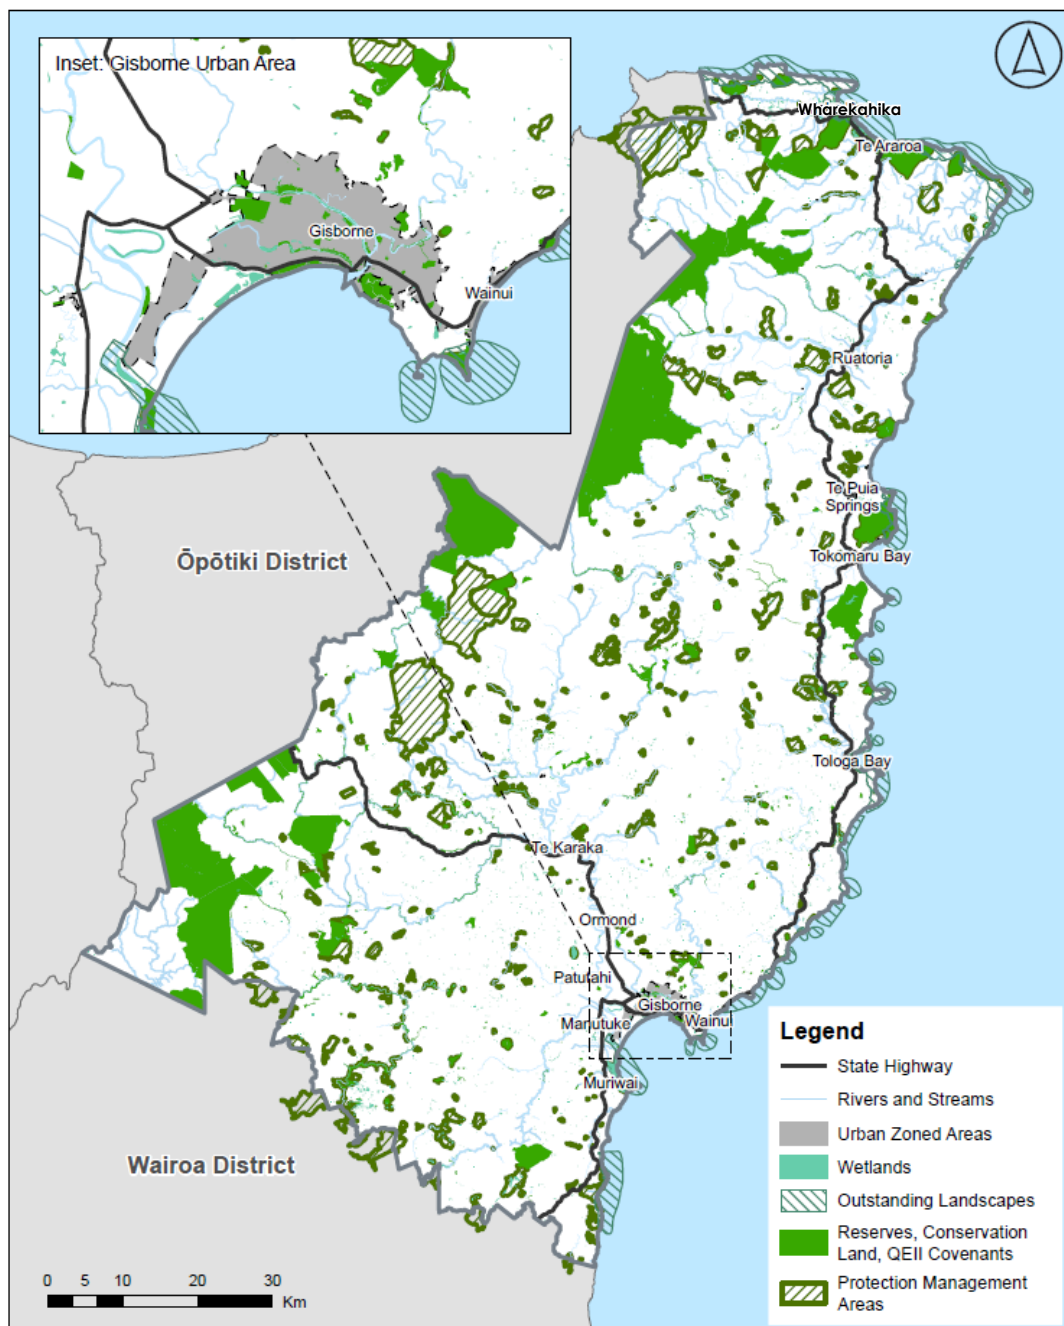 Inset: Gisborne Urban Area
Gisborne
Wainui
Wharekahika
Te Araroa
Ruatoria
Te Puia
Springs
Tokomaru Bay
Ōpōtiki District
Tologa Bay
Te Karaka
Ormond
Patutahi
Gisborne
Manutuke
Wainui
Muriwai
Wairoa District
Legend
State Highway
Rivers and Streams
Urban Zoned Areas
Wetlands
Outstanding Landscapes
Reserves, Conservation
Land, QEII Covenants
Protection Management
Areas
0 5 10 20 30
Km